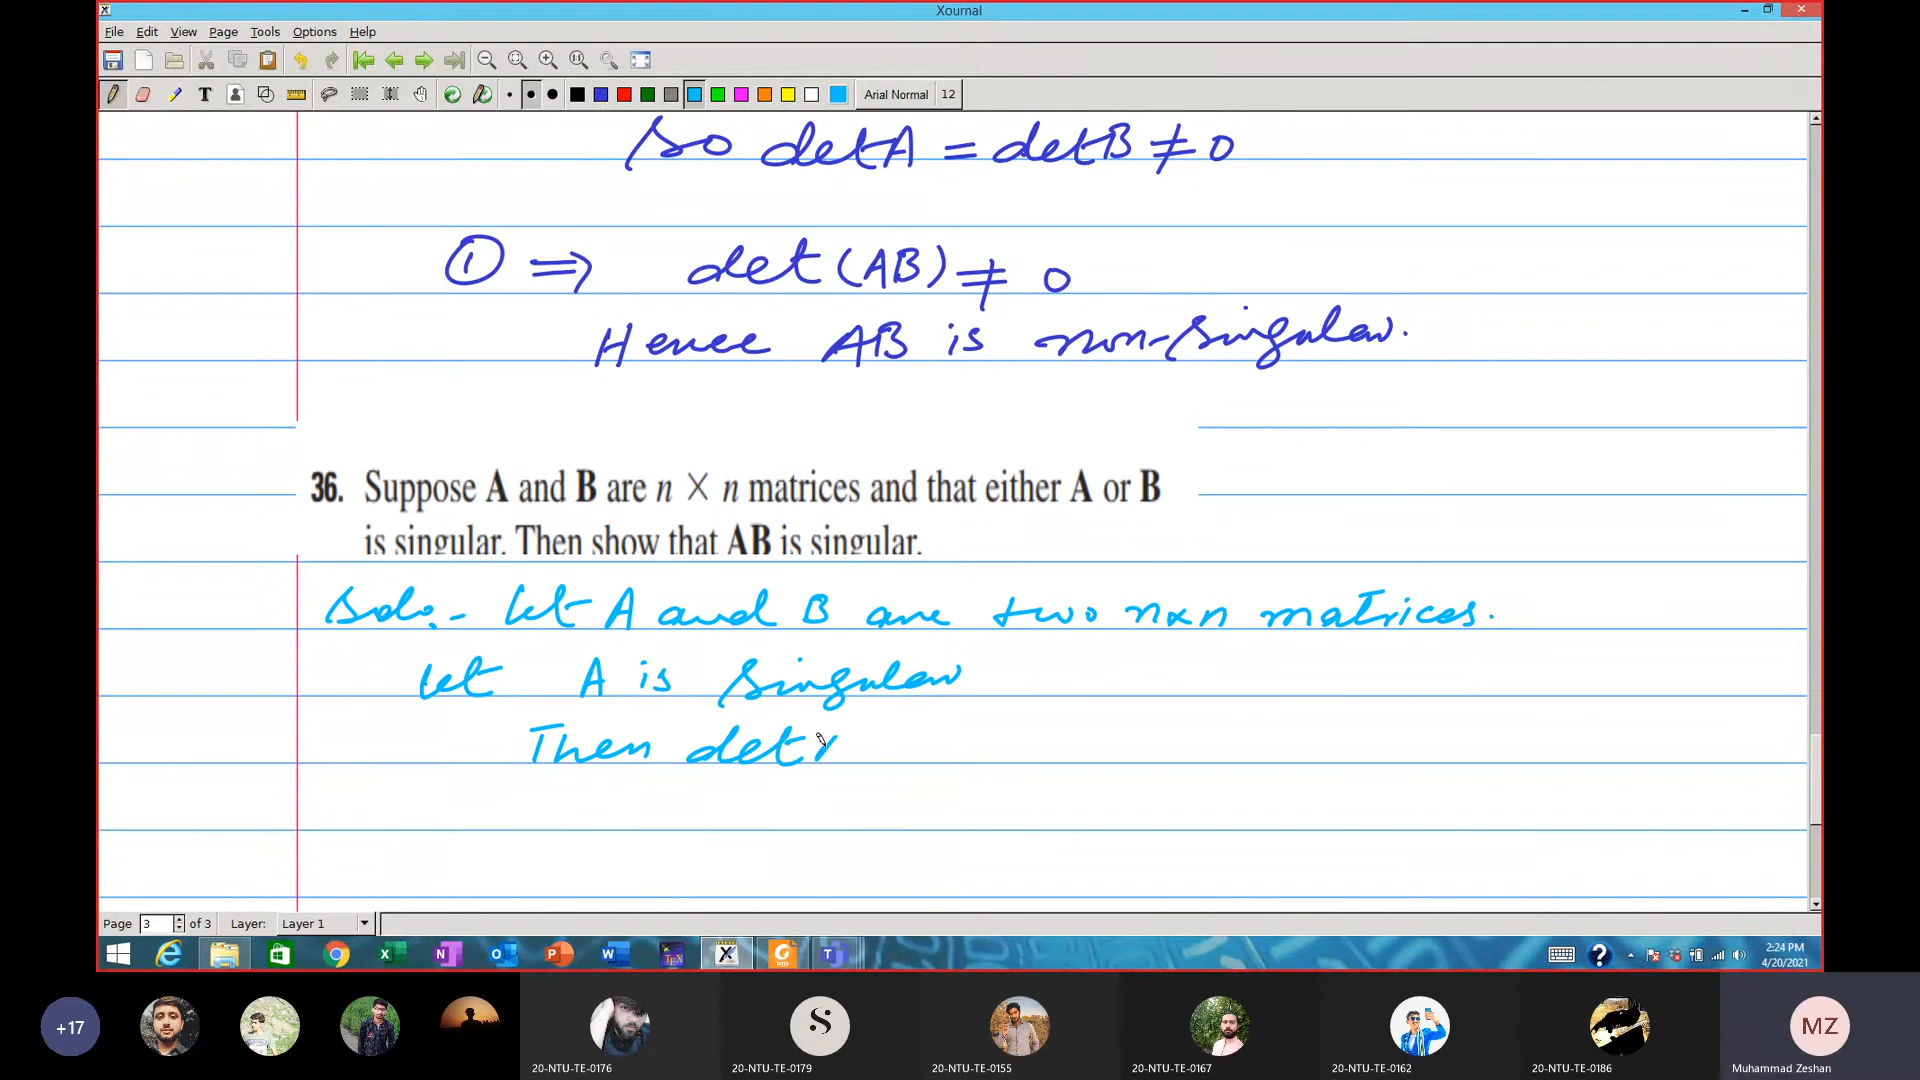 Xournal
File Edit View Page Tools Options Help
Arial Normal 12
So det A = det B ≠ 0
① ⇒ det (AB) ≠ 0
Hence AB is non-singular.
36. Suppose A and B are n × n matrices and that either A or B
is singular. Then show that AB is singular.
Sol:- let A and B are two n×n matrices.
let A is singular
Then det
Page 3 of 3 Layer: Layer 1
2:24 PM
4/20/2021
+17
S
MZ
20-NTU-TE-0176
20-NTU-TE-0179
20-NTU-TE-0155
20-NTU-TE-0167
20-NTU-TE-0162
20-NTU-TE-0186
Muhammad Zeshan